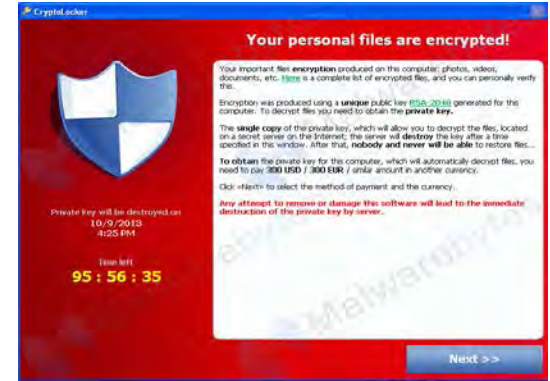 CryptoLocker
Your personal files are encrypted!
Your important files encryption produced on this computer: photos, videos,
documents, etc. Here is a complete list of encrypted files, and you can personally verify
this.
Encryption was produced using a unique public key RSA-2048 generated for this
computer. To decrypt files you need to obtain the private key.
The single copy of the private key, which will allow you to decrypt the files, located
on a secret server on the Internet; the server will destroy the key after a time
specified in this window. After that, nobody and never will be able to restore files...
To obtain the private key for this computer, which will automatically decrypt files, you
need to pay 300 USD / 300 EUR / similar amount in another currency.
Click «Next» to select the method of payment and the currency.
Any attempt to remove or damage this software will lead to the immediate
destruction of the private key by server.
Private key will be destroyed on
10/9/2013
4:25 PM
Time left
95 : 56 : 35
Malwarebytes
Next >>